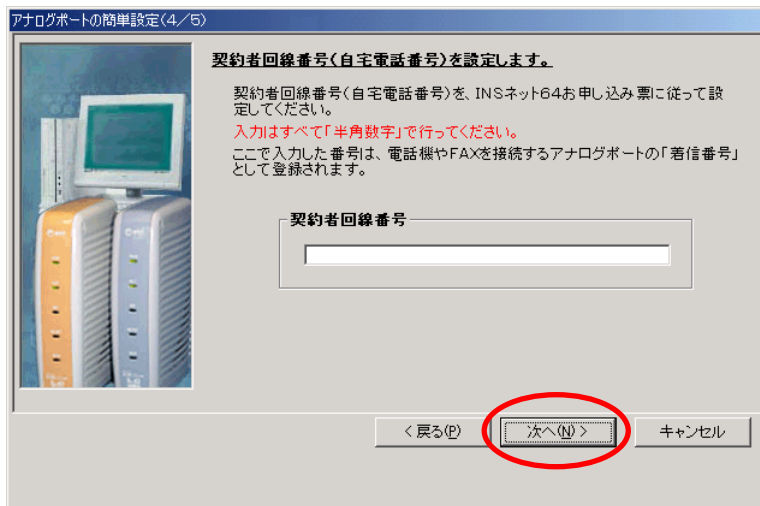 アナログポートの簡単設定(4/5)
契約者回線番号(自宅電話番号)を設定します。
契約者回線番号(自宅電話番号)を、INSネット64お申し込み票に従って設
定してください。
入力はすべて「半角数字」で行ってください。
ここで入力した番号は、電話機やFAXを接続するアナログポートの「着信番号」
として登録されます。
契約者回線番号
< 戻る(P)
次へ(N) >
キャンセル